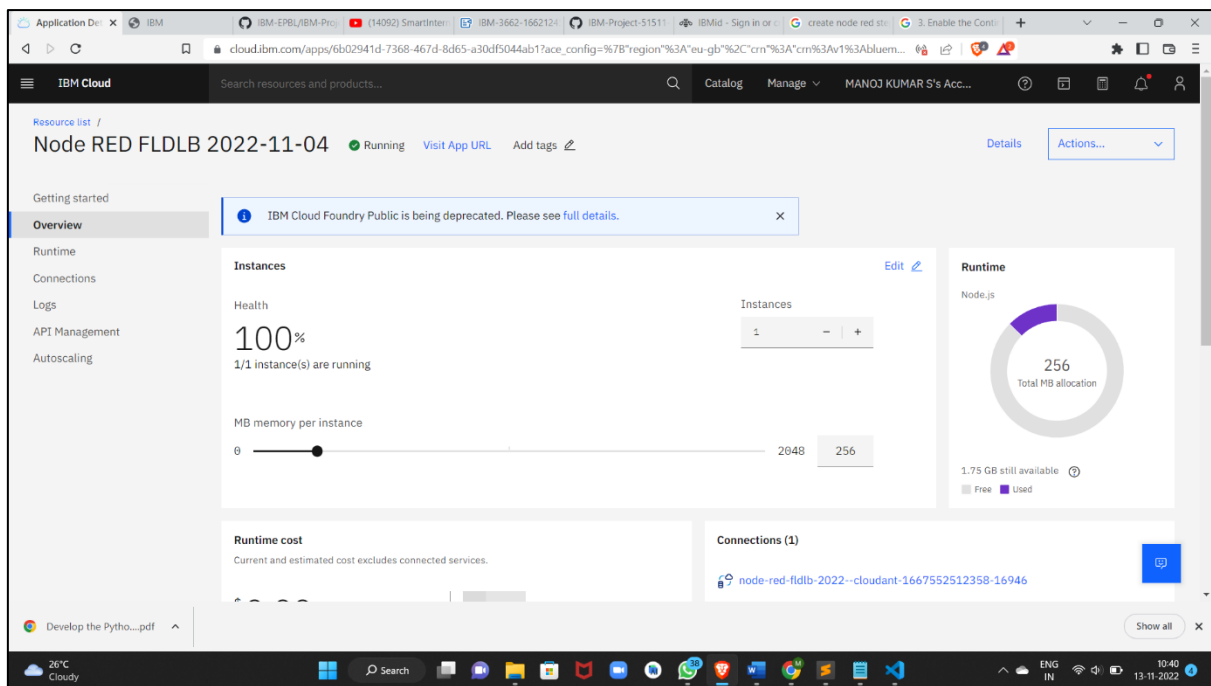 Application Det
IBM
IBM-EPBL/IBM-Proj
(14092) SmartIntern
IBM-3662-1662124
IBM-Project-51511
IBMid - Sign in or c
create node red ste
3. Enable the Conti
cloud.ibm.com/apps/6b02941d-7368-467d-8d65-a30df5044ab1?ace_config=%7B"region"%3A"eu-gb"%2C"crn"%3A"crn%3Av1%3Abluem...
IBM Cloud
Search resources and products...
Catalog
Manage
MANOJ KUMAR S's Acc...
Resource list /
Node RED FLDLB 2022-11-04
Running
Visit App URL
Add tags
Details
Actions...
Getting started
Overview
Runtime
Connections
Logs
API Management
Autoscaling
IBM Cloud Foundry Public is being deprecated. Please see full details.
Instances
Edit
Health
100%
1/1 instance(s) are running
Instances
1
MB memory per instance
0
2048
256
Runtime
Node.js
256
Total MB allocation
1.75 GB still available
Free
Used
Runtime cost
Current and estimated cost excludes connected services.
Connections (1)
node-red-fldlb-2022--cloudant-1667552512358-16946
Develop the Pytho....pdf
Show all
26°C
Cloudy
Search
38
ENG
IN
10:40
13-11-2022
4